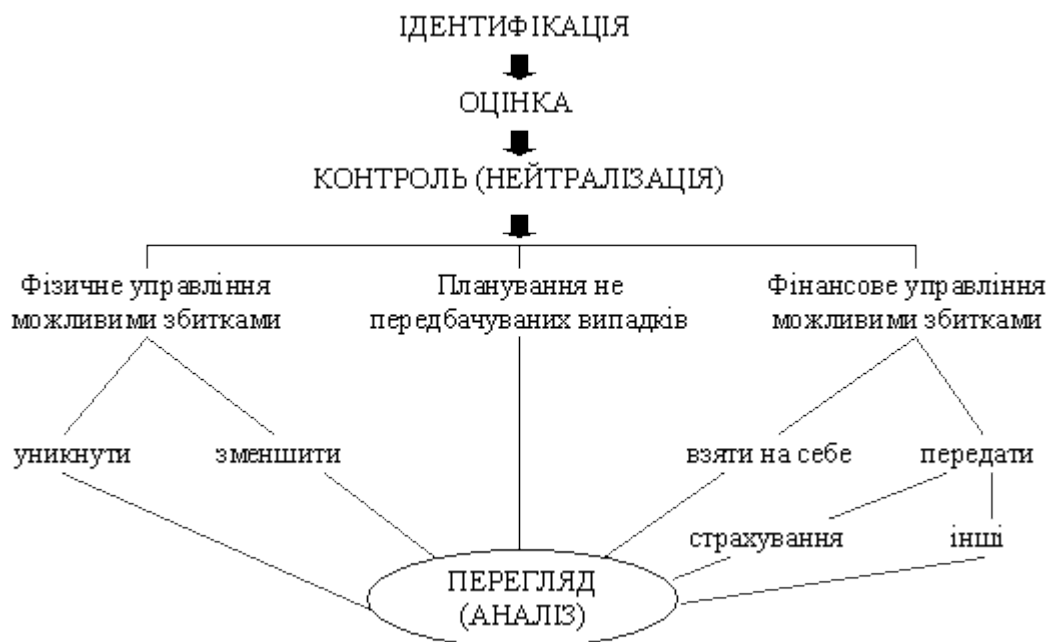 ІДЕНТИФІКАЦІЯ
ОЦІНКА
КОНТРОЛЬ (НЕЙТРАЛІЗАЦІЯ)
Фізичне управління
можливими збитками
Планування не
передбачуваних випадків
Фінансове управління
можливими збитками
уникнути
зменшити
взяти на себе
передати
страхування
інші
ПЕРЕГЛЯД
(АНАЛІЗ)